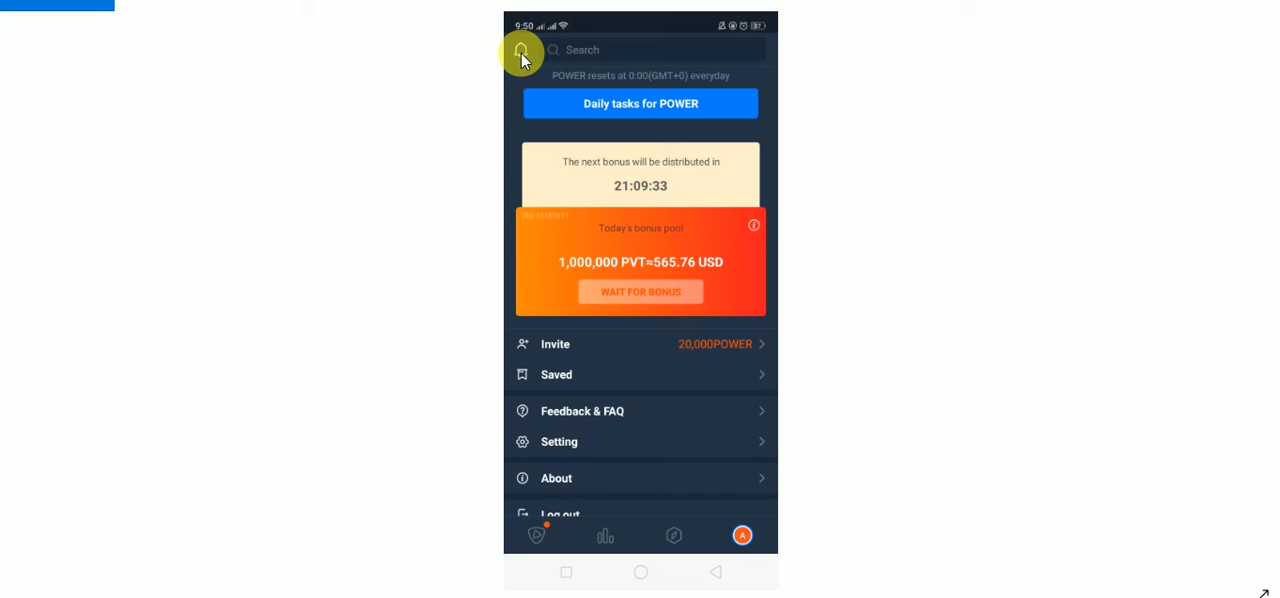 9:50
37
Search
POWER resets at 0:00(GMT+0) everyday
Daily tasks for POWER
The next bonus will be distributed in
21:09:33
Today's bonus pool
1,000,000 PVT≈565.76 USD
WAIT FOR BONUS
Invite 20,000POWER
Saved
Feedback & FAQ
Setting
About
Log out
A